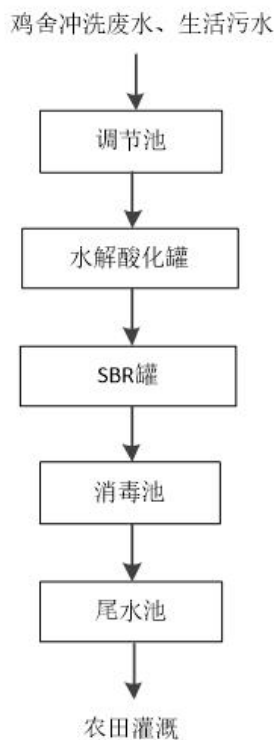 鸡舍冲洗废水、生活污水
调节池
水解酸化罐
SBR罐
消毒池
尾水池
农田灌溉